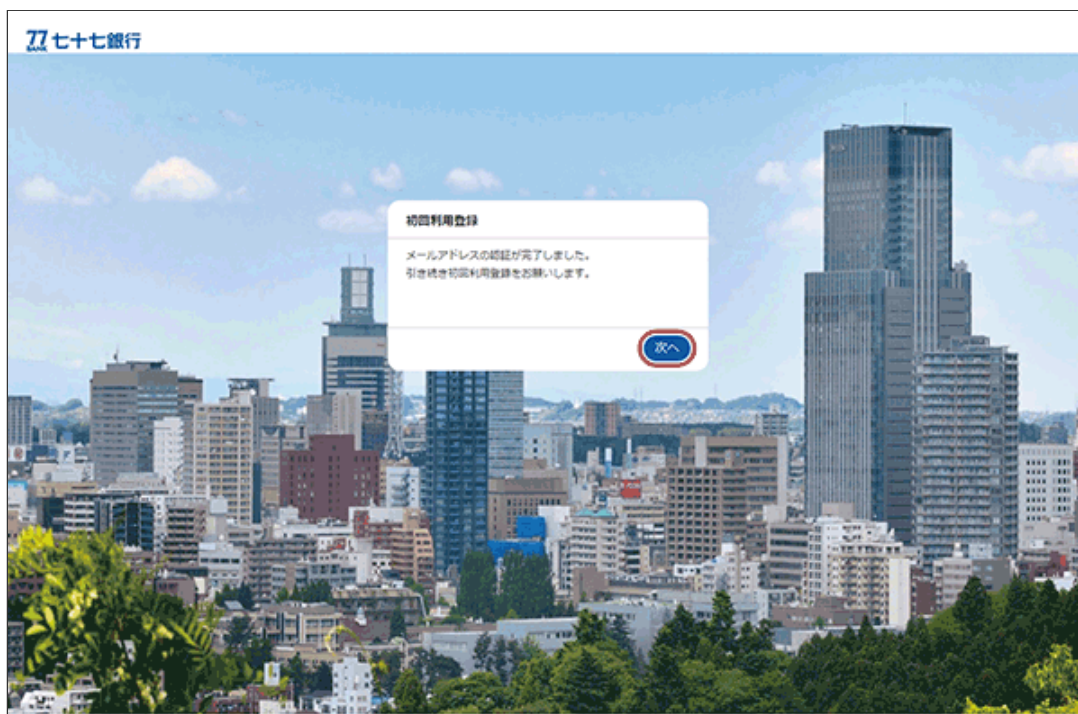 77 BANK 七十七銀行
初回利用登録
メールアドレスの認証が完了しました。
引き続き初回利用登録をお願いします。
次へ